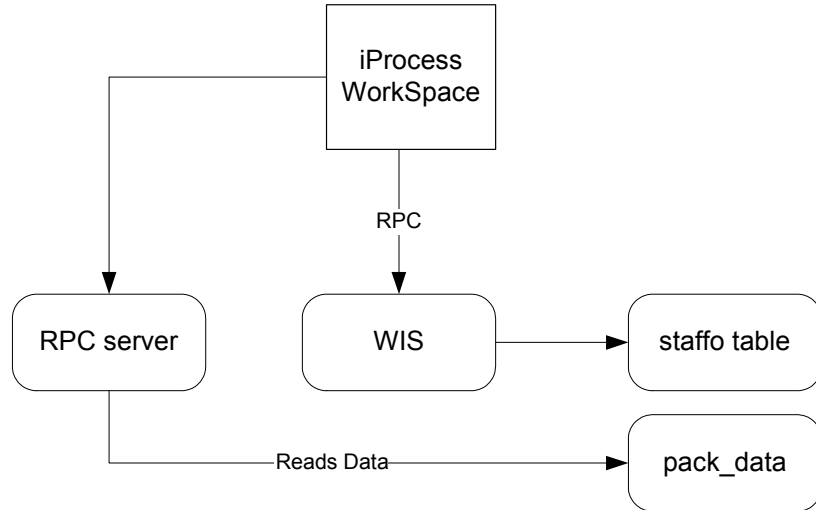 iProcess
WorkSpace
RPC
RPC server
WIS
staffo table
Reads Data
pack_data